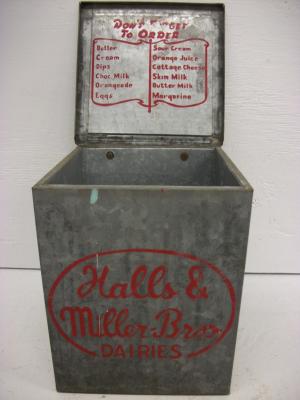 Don't Forget
To Order
Butter
Cream
Dips
Choc. Milk
Orangeade
Eggs
Sour Cream
Orange Juice
Cottage Cheese
Skim Milk
Butter Milk
Margarine
Halls &
Miller Bros
DAIRIES